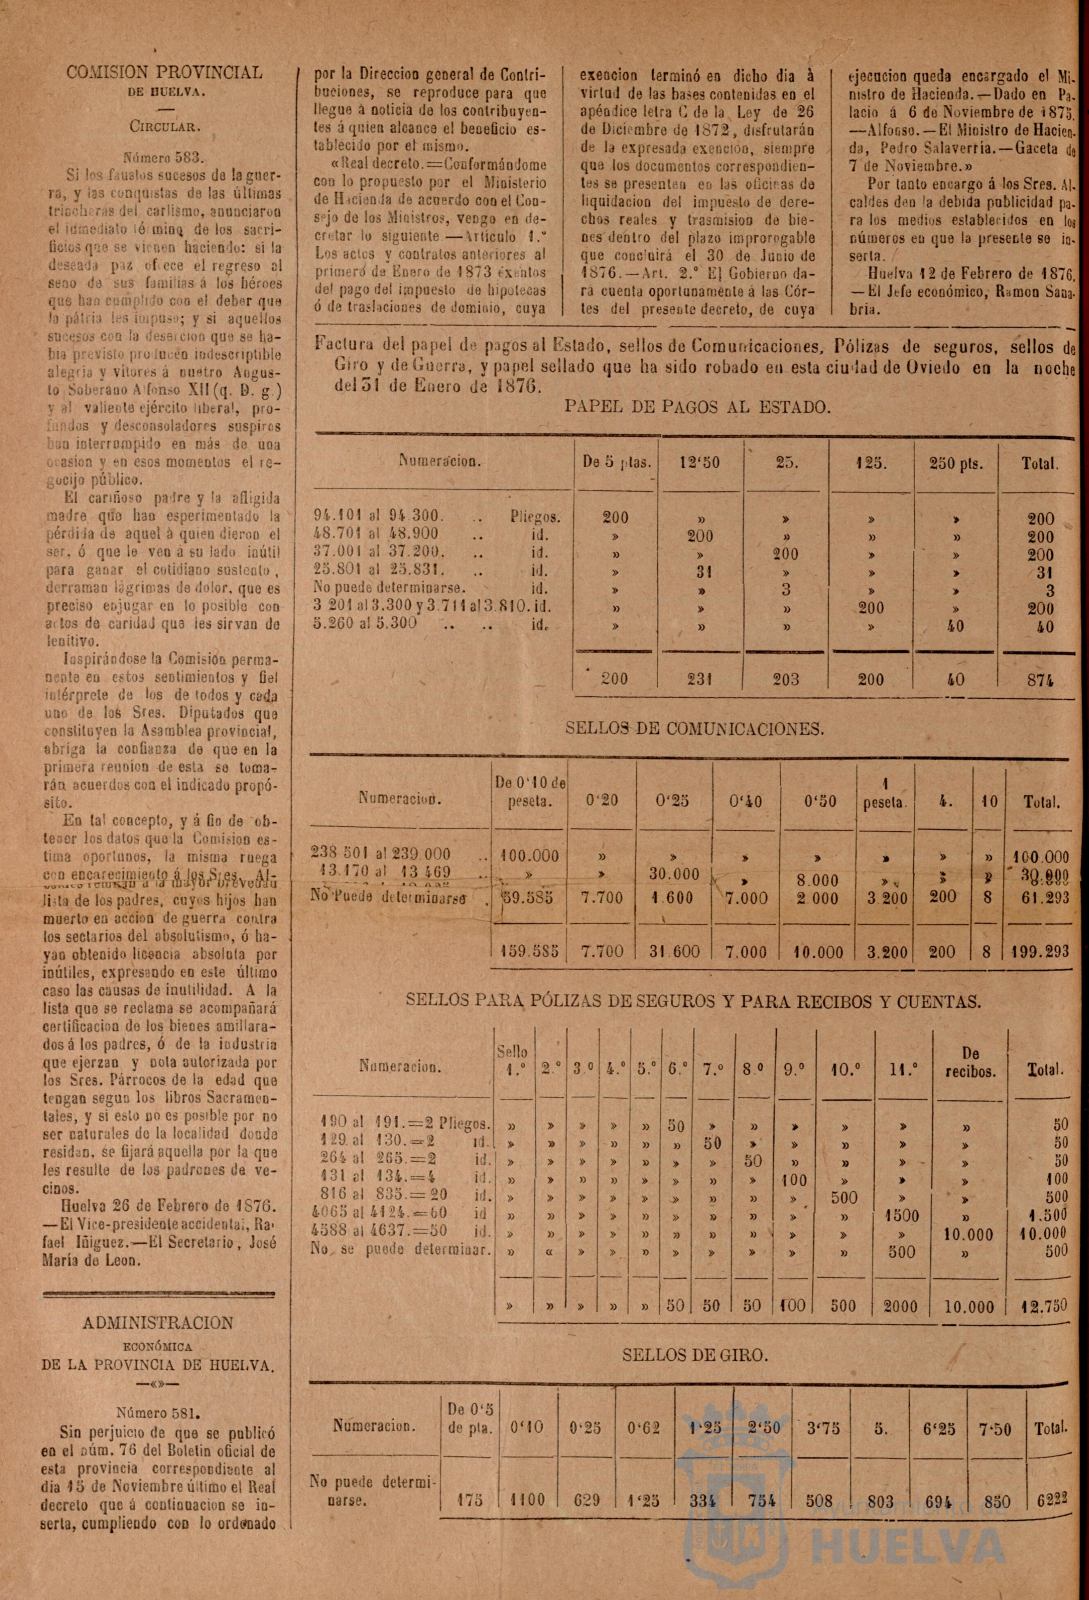 COMISION PROVINCIAL
DE HUELVA.
CIRCULAR.
Número 583.
Si los faustos sucesos de la guer-
ra, y las conquistas de las últimas
trincheras del carlismo, anunciaron
el inmediato término de los sacri-
ficios que se vienen haciendo: si la
deseada paz ofrece el regreso al
seno de sus familias á los héroes
que han cumplido con el deber que
la pátria les impuso; y si aquellos
sucesos con la desercion que se ha-
bia previsto producen indescriptible
alegria y vitores á nuetro Augus-
to Soberano Alfonso XII (q. D. g.)
y al valiente ejército liberal, pro-
fundos y desconsoladores suspiros
han interrumpido en más de una
ocasion y en esos momentos el re-
gocijo público.
El cariñoso padre y la afligida
madre que han esperimentado la
pérdida de aquel á quien dieron el
ser, ó que le ven á su lado inútil
para ganar el cotidiano sustento,
derraman lágrimas de dolor, que es
preciso enjugar en lo posible con
actos de caridad que les sirvan de
lenitivo.
Inspirándose la Comisión perma-
nente en estos sentimientos y fiel
intérprete de los de todos y cada
uno de los Sres. Diputados que
constituyen la Asamblea provincial,
abriga la confianza de que en la
primera reunion de esta se toma-
rán acuerdos con el indicado propó-
sito.
En tal concepto, y á fin de ob-
tener los datos que la Comision es-
tima oportunos, la misma ruega
con encarecimiento á los Sres. Al-
remitan á la mayor brevedad
lista de los padres, cuyos hijos han
muerto en accion de guerra contra
los sectarios del absolutismo, ó ha-
yan obtenido licencia absoluta por
inútiles, expresando en este último
caso las causas de inutilidad. A la
lista que se reclama se acompañará
certificacion de los bienes amillara-
dos á los padres, ó de la industria
que ejerzan y nota autorizada por
los Sres. Párrocos de la edad que
tengan segun los libros Sacramen-
tales, y si esto no es posible por no
ser naturales de la localidad donde
residan, se fijará aquella por la que
les resulte de los padrones de ve-
cinos.
Huelva 26 de Febrero de 1876.
—El Vice-presidente accidental, Ra-
fael Iñiguez.—El Secretario, José
María de Leon.
ADMINISTRACION
ECONÓMICA
DE LA PROVINCIA DE HUELVA.
—«»—
Número 581.
Sin perjuicio de que se publicó
en el núm. 76 del Boletin oficial de
esta provincia correspondiente al
dia 15 de Noviembre último el Real
decreto que á continuacion se in-
serta, cumpliendo con lo ordenado
por la Direccion general de Contri-
buciones, se reproduce para que
llegue á noticia de los contribuyen-
tes á quien alcance el beneficio es-
tablecido por el mismo.
«Real decreto.=Conformándome
con lo propuesto por el Ministerio
de Hacienda de acuerdo con el Con-
sejo de los Ministros, vengo en de-
cretar lo siguiente—Artículo 1.º
Los actos y contratos anteriores al
primero de Enero de 1873 exentos
del pago del impuesto de hipotecas
ó de traslaciones de dominio, cuya
exencion terminó en dicho dia á
virtud de las bases contenidas en el
apéndice letra C de la Ley de 26
de Diciembre de 1872, disfrutarán
de la expresada exención, siempre
que los documentos correspondien-
tes se presenten en las oficinas de
liquidacion del impuesto de dere-
chos reales y trasmision de bie-
nes dentro del plazo improrogable
que concluirá el 30 de Junio de
1876.—Art. 2.º El Gobierno da-
rá cuenta oportunamente á las Cór-
tes del presente decreto, de cuya
ejecucion queda encargado el Mi-
nistro de Hacienda.—Dado en Pa-
lacio á 6 de Noviembre de 1875.
—Alfonso.—El Ministro de Hacien-
da, Pedro Salaverría.—Gaceta de
7 de Noviembre.»
Por tanto encargo á los Sres. Al-
caldes den la debida publicidad pa-
ra los medios establecidos en los
números en que la presente se in-
serta.
Huelva 12 de Febrero de 1876.
—El Jefe económico, Ramon Sana-
bria.
Factura del papel de pagos al Estado, sellos de Comunicaciones, Pólizas de seguros, sellos de
Giro y de Guerra, y papel sellado que ha sido robado en esta ciudad de Oviedo en la noche
del 31 de Enero de 1876.
PAPEL DE PAGOS AL ESTADO.
Numeracion. De 5 ptas. 12'50 25. 125. 250 pts. Total.
94.101 al 94.300. .. Pliegos. 200 » » » » 200
48.701 al 48.900 .. id. » 200 » » » 200
37.001 al 37.200. .. id. » » 200 » » 200
25.801 al 25.831. .. id. » 31 » » » 31
No puede determinarse. id. » » 3 » » 3
3 201 al 3.300 y 3.711 al 3.810. id. » » » 200 » 200
5.260 al 5.300 .. .. id. » » » » 40 40
200 231 203 200 40 874
SELLOS DE COMUNICACIONES.
Numeracion. De 0'10 de peseta. 0'20 0'25 0'40 0'50 1 peseta. 4. 10 Total.
238 501 al 239.000 .. 100.000 » » » » » » » 100.000
13.170 al 13 469 .. » » 30.000 » » » » » 30.000
8.000
No Puede determinarse . 59.585 7.700 1.600 7.000 2 000 3 200 200 8 61.293
159.585 7.700 31.600 7.000 10.000 3.200 200 8 199.293
SELLOS PARA PÓLIZAS DE SEGUROS Y PARA RECIBOS Y CUENTAS.
Numeracion. Sello 1.º 2.º 3.º 4.º 5.º 6.º 7.º 8.º 9.º 10.º 11.º De recibos. Total.
190 al 191.=2 Pliegos. » » » » » 50 » » » » » » 50
129 al 130.=2 id. » » » » » » 50 » » » » » 50
264 al 265.=2 id. » » » » » » » 50 » » » » 50
131 al 134.=4 id. » » » » » » » » 100 » » » 100
816 al 835.=20 id. » » » » » » » » » 500 » » 500
4065 al 4124.=60 id » » » » » » » » » » 1500 » 1.500
4588 al 4637.=50 id. » » » » » » » » » » » 10.000 10.000
No se puede determinar. » « » » » » » » » » 500 » 500
» » » » » 50 50 50 100 500 2000 10.000 12.750
SELLOS DE GIRO.
Numeracion. De 0'5 de pta. 0'10 0'25 0'62 1'25 2'50 3'75 5. 6'25 7'50 Total.
No puede determi-
narse. 175 1100 629 1'25 334 754 508 803 694 850 6222
Ayuntamiento de
HUELVA